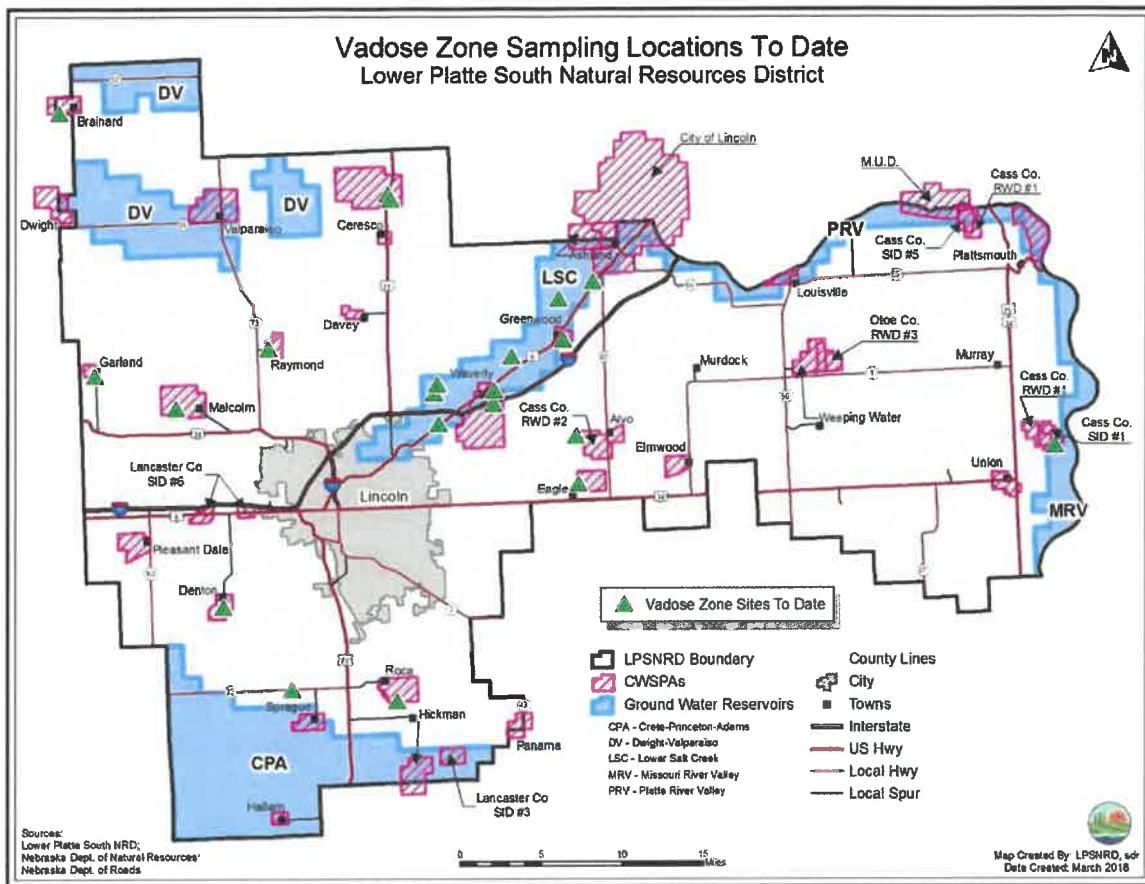 Vadose Zone Sampling Locations To Date
Lower Platte South Natural Resources District
N
DV
Brainard
City of Lincoln
M.U.D.
Cass Co.
RWD #1
Dwight
DV
Valparaiso
DV
Ceresco
Ashland
PRV
Cass Co.
SID #5
Plattsmouth
LSC
Louisville
Greenwood
Davey
Otoe Co.
RWD #3
Garland
Raymond
Murdock
Murray
Waverly
Malcolm
Cass Co.
RWD #2
Alvo
Weeping Water
Cass Co.
RWD #1
Cass Co.
SID #1
Elmwood
Lancaster Co
SID #6
Lincoln
Eagle
Union
MRV
Pleasant Dale
Denton
Vadose Zone Sites To Date
LPSNRD Boundary
CWSPAs
Ground Water Reservoirs
CPA - Crete-Princeton-Adams
DV - Dwight-Valparaiso
LSC - Lower Salt Creek
MRV - Missouri River Valley
PRV - Platte River Valley
County Lines
City
Towns
Interstate
US Hwy
Local Hwy
Local Spur
Roca
Sprague
Hickman
Panama
CPA
Lancaster Co
SID #3
Hallam
Sources:
Lower Platte South NRD;
Nebraska Dept. of Natural Resources'
Nebraska Dept. of Roads
0 5 10 15
Miles
Map Created By: LPSNRD, sdr
Date Created: March 2016